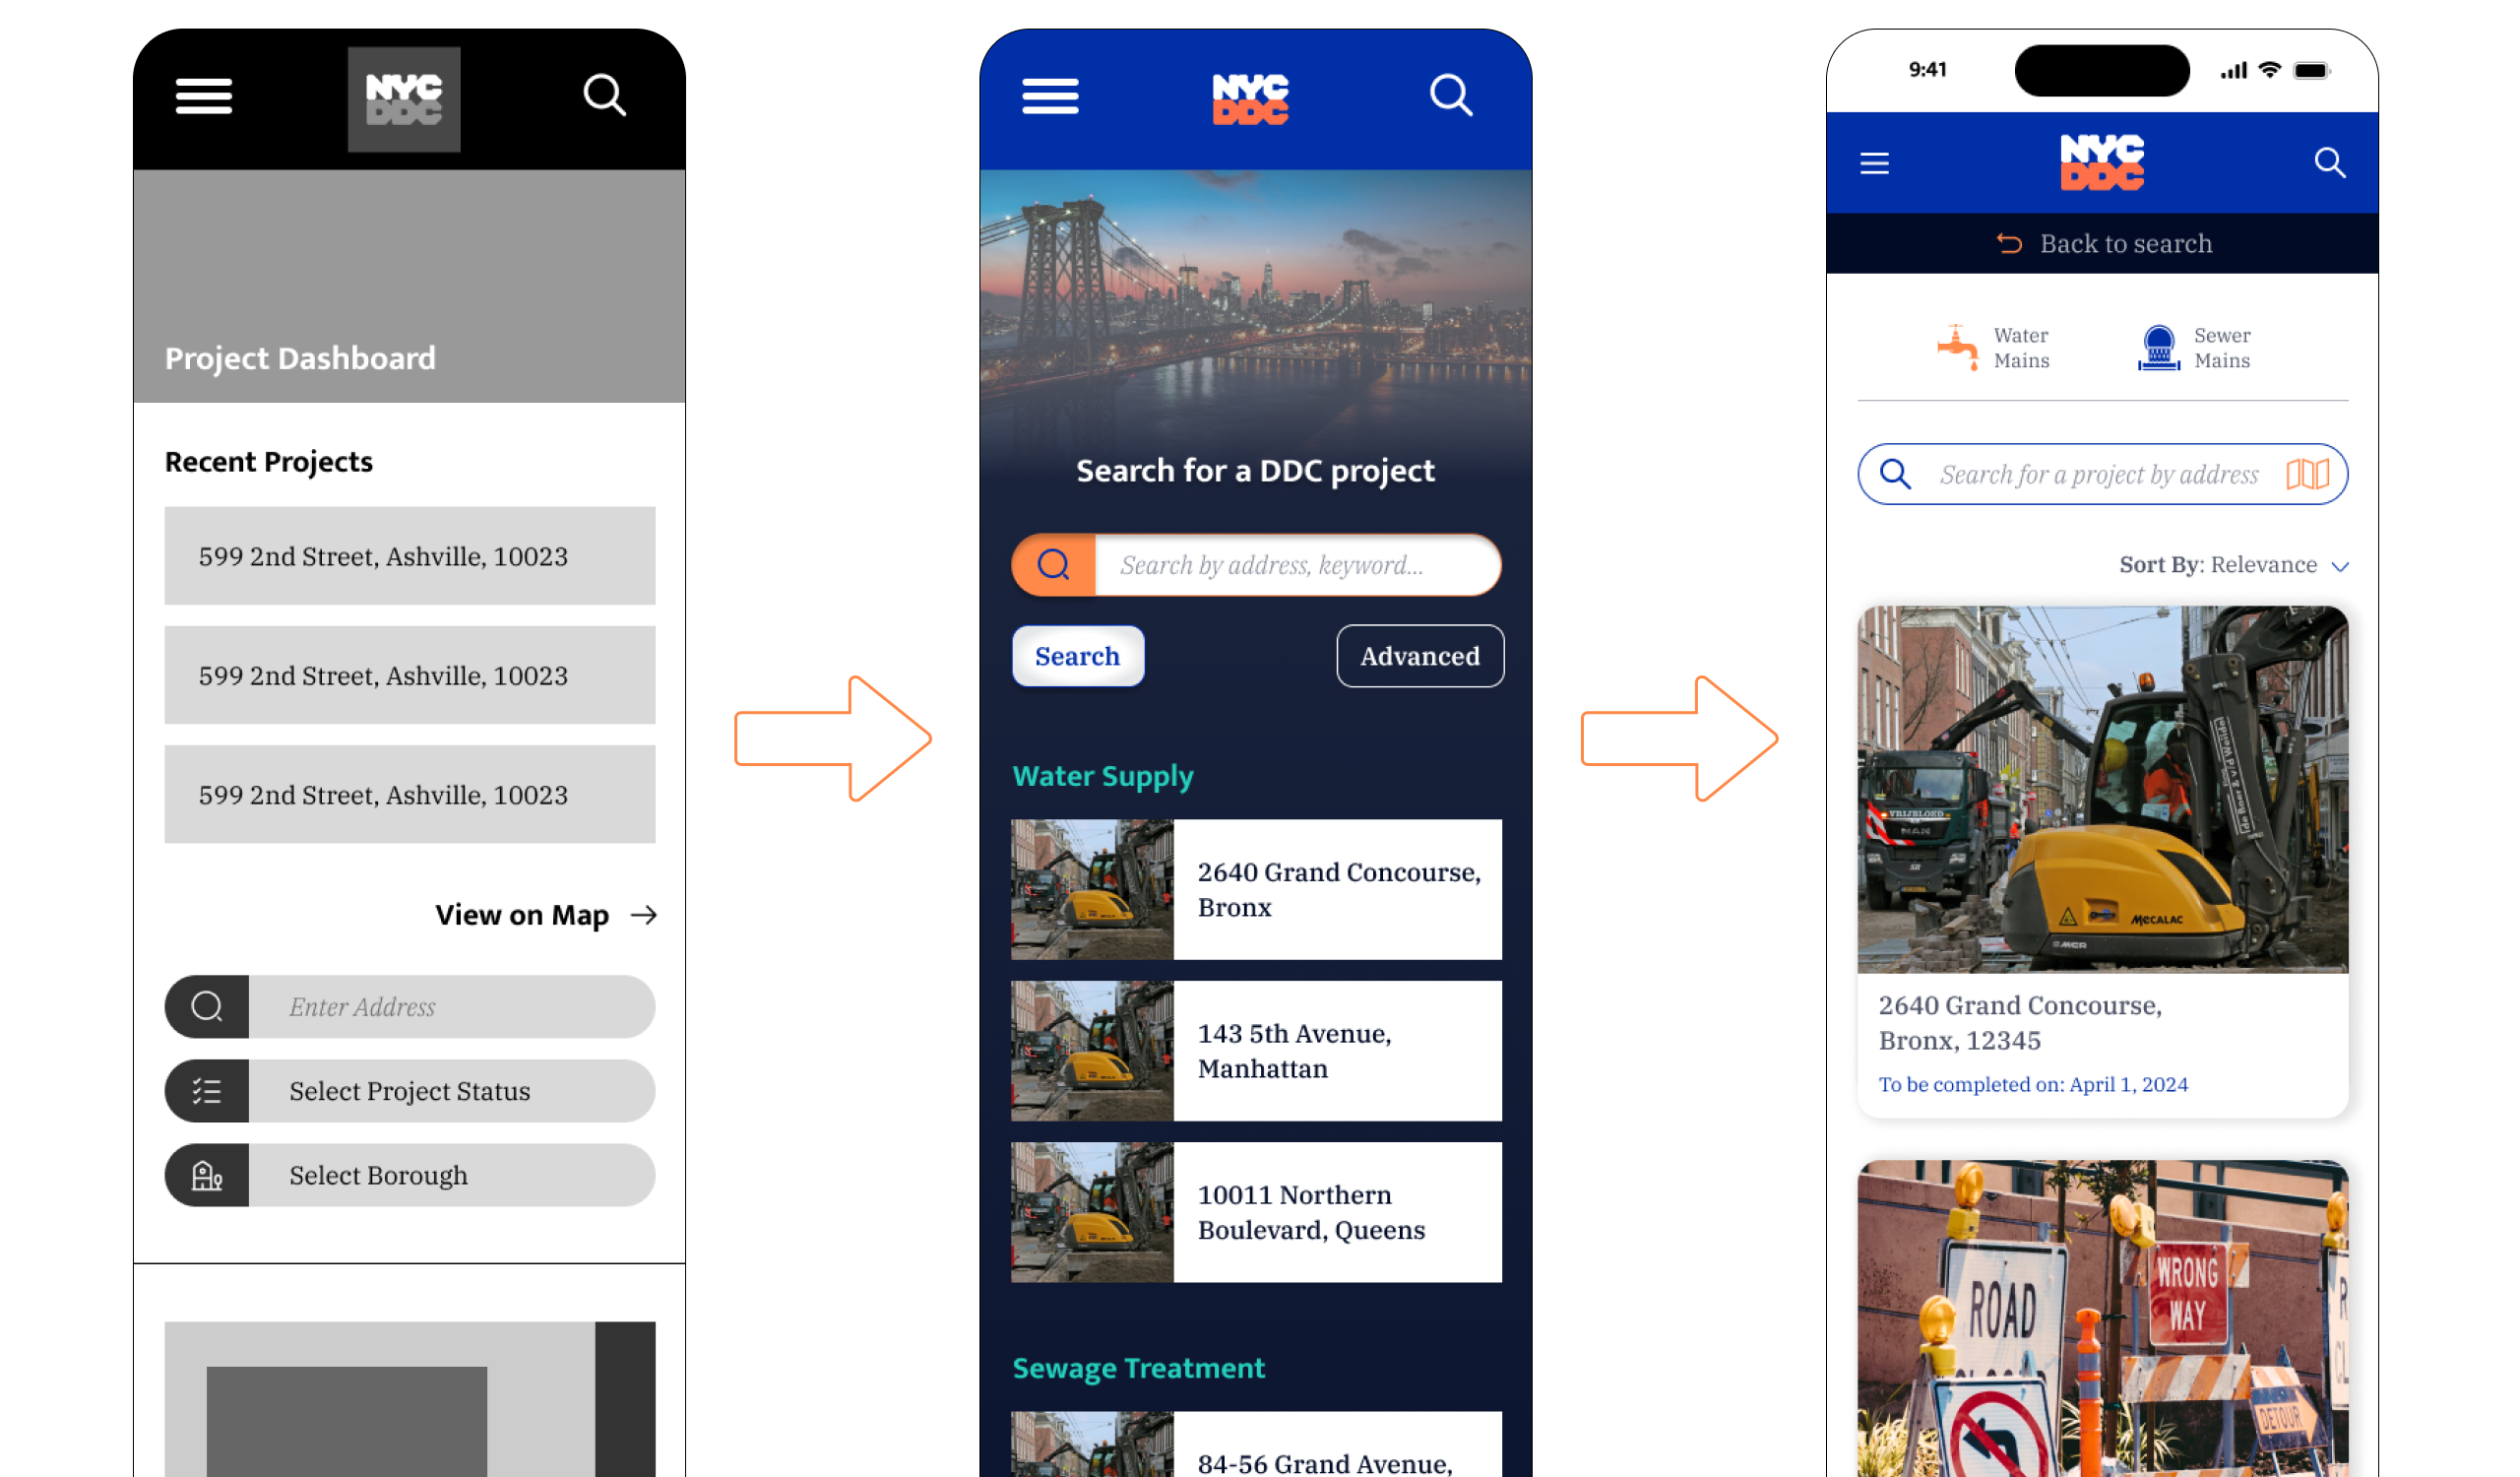 NYC
DDC
Project Dashboard
Recent Projects
599 2nd Street, Ashville, 10023
599 2nd Street, Ashville, 10023
599 2nd Street, Ashville, 10023
View on Map
Enter Address
Select Project Status
Select Borough
NYC
DDC
Search for a DDC project
Search by address, keyword...
Search
Advanced
Water Supply
2640 Grand Concourse,
Bronx
143 5th Avenue,
Manhattan
10011 Northern
Boulevard, Queens
Sewage Treatment
84-56 Grand Avenue,
9:41
NYC
DDC
Back to search
Water
Mains
Sewer
Mains
Search for a project by address
Sort By: Relevance
VRIJBLOED
MAN
MECALAC
12MCR
2640 Grand Concourse,
Bronx, 12345
To be completed on: April 1, 2024
ROAD
WRONG
WAY
DETOUR